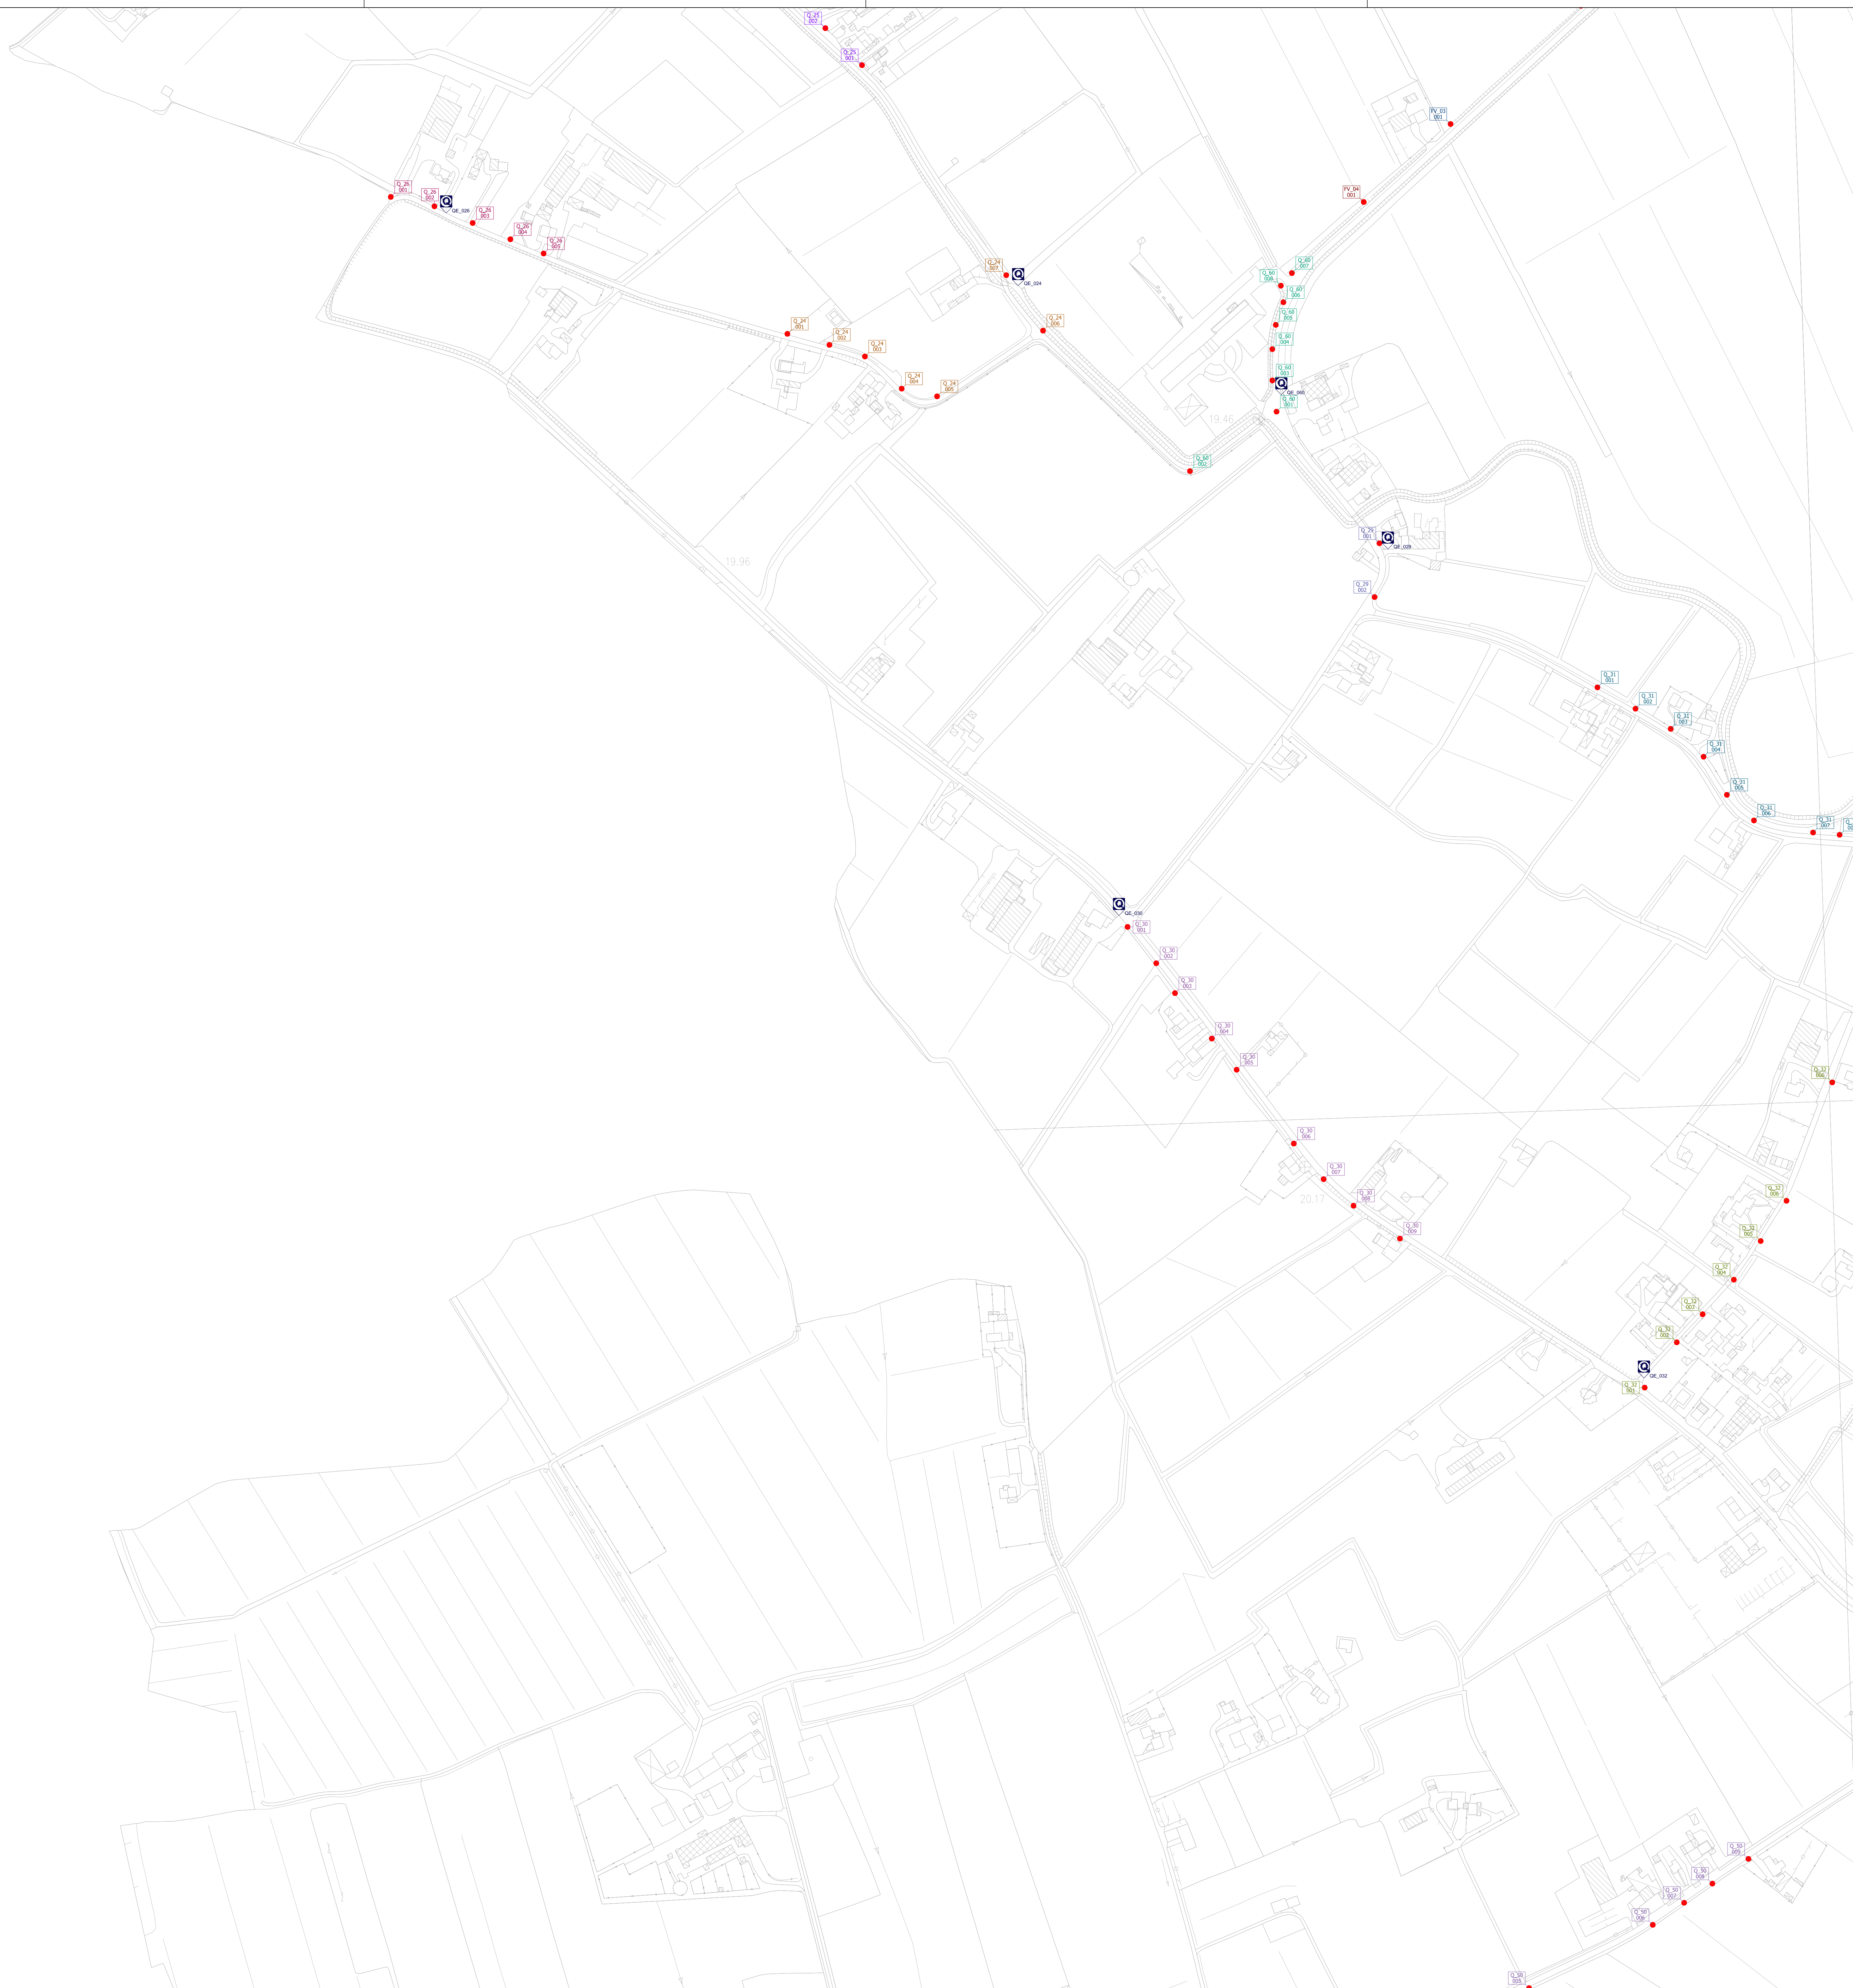 Q_25
002
Q_25
001
FV_03
001
Q_26
001
Q_26
002
QE_026
Q_26
003
Q_26
004
Q_26
005
FV_04
001
Q_24
007
QE_024
Q_60
007
Q_60
008
Q_60
006
Q_60
005
Q_60
004
Q_60
003
QE_060
Q_60
001
Q_60
002
19.46
Q_24
001
Q_24
002
Q_24
003
Q_24
004
Q_24
005
Q_24
006
19.96
Q_29
001
Q_29
002
Q_31
001
Q_31
002
Q_31
003
Q_31
004
Q_31
005
Q_31
006
Q_31
007
QE_030
Q_30
001
Q_30
002
Q_30
003
Q_30
004
Q_30
005
Q_30
006
Q_30
007
Q_30
008
Q_30
009
20.17
Q_32
008
Q_32
005
Q_32
004
Q_32
003
Q_32
002
QE_032
Q_32
001
Q_50
009
Q_50
008
Q_50
007
Q_50
006
Q_50
005